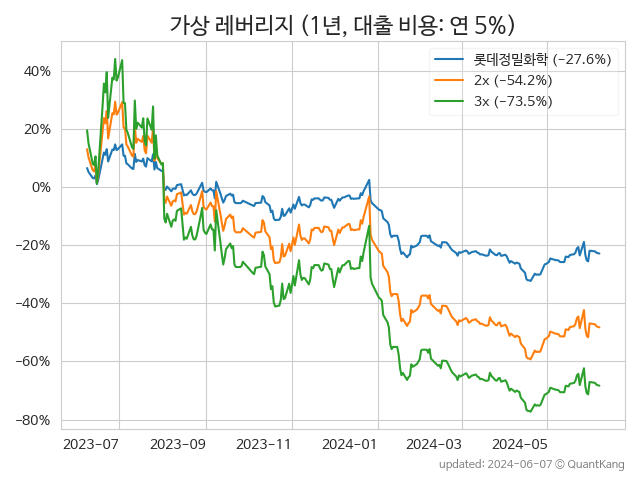 가상 레버리지 (1년, 대출 비용: 연 5%)
롯데정밀화학 (−27.6%)
2x (−54.2%)
3x (−73.5%)
40%
20%
0%
−20%
−40%
−60%
−80%
2023-07
2023-09
2023-11
2024-01
2024-03
2024-05
updated: 2024-06-07 © QuantKang